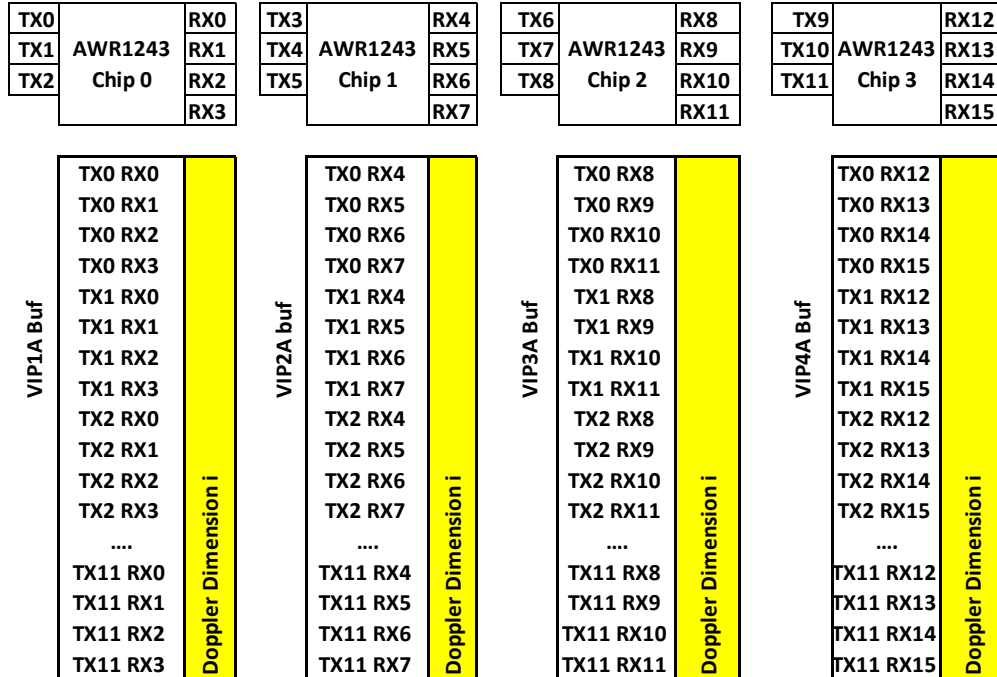 TX0 RX0 TX3 RX4 TX6 RX8 TX9 RX12
TX1 AWR1243 RX1 TX4 AWR1243 RX5 TX7 AWR1243 RX9 TX10 AWR1243 RX13
TX2 Chip 0 RX2 TX5 Chip 1 RX6 TX8 Chip 2 RX10 TX11 Chip 3 RX14
RX3 RX7 RX11 RX15
VIP1A Buf
TX0 RX0
TX0 RX1
TX0 RX2
TX0 RX3
TX1 RX0
TX1 RX1
TX1 RX2
TX1 RX3
TX2 RX0
TX2 RX1
TX2 RX2
TX2 RX3
....
TX11 RX0
TX11 RX1
TX11 RX2
TX11 RX3
Doppler Dimension i
VIP2A buf
TX0 RX4
TX0 RX5
TX0 RX6
TX0 RX7
TX1 RX4
TX1 RX5
TX1 RX6
TX1 RX7
TX2 RX4
TX2 RX5
TX2 RX6
TX2 RX7
....
TX11 RX4
TX11 RX5
TX11 RX6
TX11 RX7
Doppler Dimension i
VIP3A Buf
TX0 RX8
TX0 RX9
TX0 RX10
TX0 RX11
TX1 RX8
TX1 RX9
TX1 RX10
TX1 RX11
TX2 RX8
TX2 RX9
TX2 RX10
TX2 RX11
....
TX11 RX8
TX11 RX9
TX11 RX10
TX11 RX11
Doppler Dimension i
VIP4A Buf
TX0 RX12
TX0 RX13
TX0 RX14
TX0 RX15
TX1 RX12
TX1 RX13
TX1 RX14
TX1 RX15
TX2 RX12
TX2 RX13
TX2 RX14
TX2 RX15
....
TX11 RX12
TX11 RX13
TX11 RX14
TX11 RX15
Doppler Dimension i